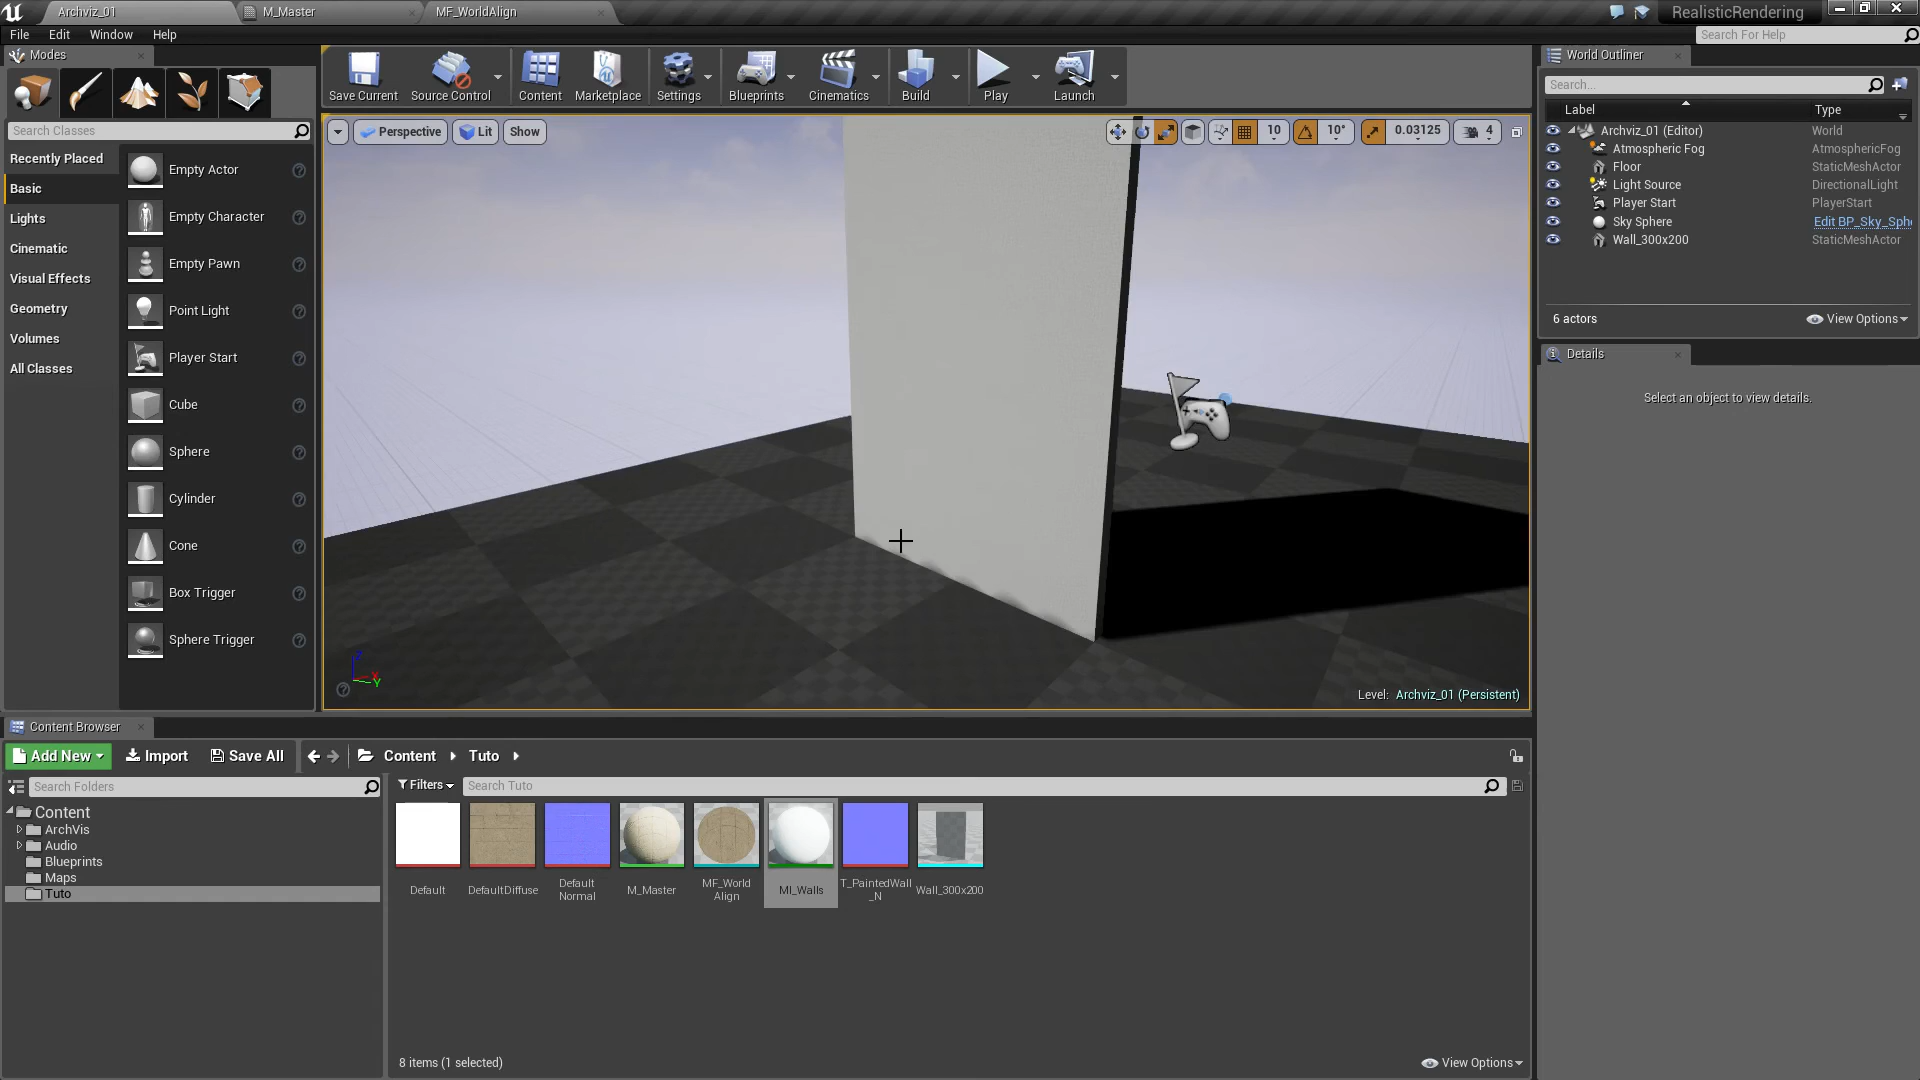 Archviz_01
M_Master
MF_WorldAlign
RealisticRendering
File
Edit
Window
Help
Search For Help
Modes
Search Classes
Recently Placed
Basic
Lights
Cinematic
Visual Effects
Geometry
Volumes
All Classes
Empty Actor
Empty Character
Empty Pawn
Point Light
Player Start
Cube
Sphere
Cylinder
Cone
Box Trigger
Sphere Trigger
Save Current
Source Control
Content
Marketplace
Settings
Blueprints
Cinematics
Build
Play
Launch
Perspective
Lit
Show
10
10°
0.03125
4
Z
X
Y
Level: Archviz_01 (Persistent)
World Outliner
Search...
Label
Type
Archviz_01 (Editor)
World
Atmospheric Fog
AtmosphericFog
Floor
StaticMeshActor
Light Source
DirectionalLight
Player Start
PlayerStart
Sky Sphere
Edit BP_Sky_Sph
Wall_300x200
StaticMeshActor
6 actors
View Options
Details
Select an object to view details.
Content Browser
Add New
Import
Save All
Content
Tuto
Search Folders
Filters
Search Tuto
Content
ArchVis
Audio
Blueprints
Maps
Tuto
Default
DefaultDiffuse
Default
Normal
M_Master
MF_World
Align
MI_Walls
T_PaintedWall
_N
Wall_300x200
8 items (1 selected)
View Options